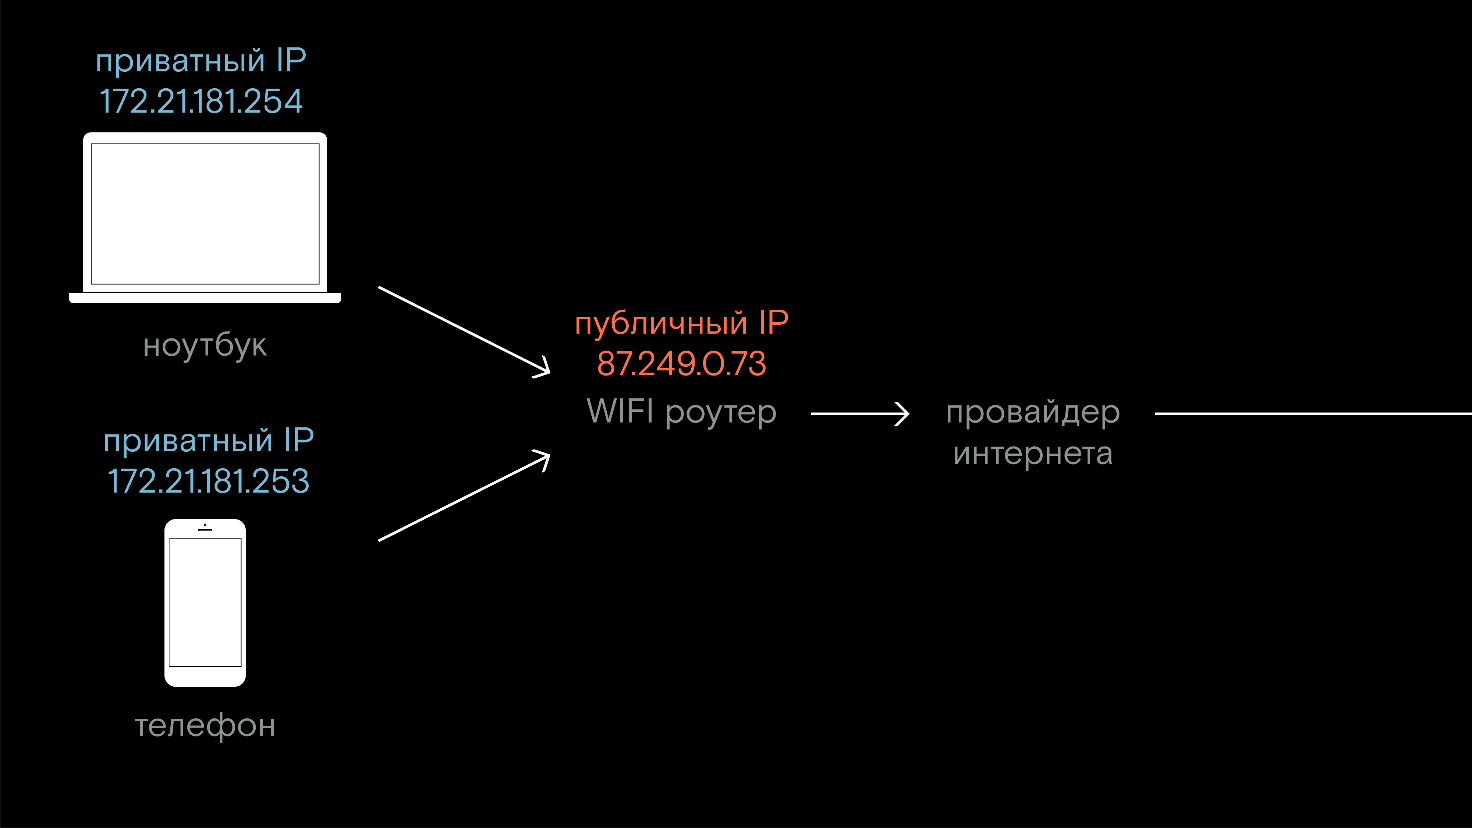 приватный IP
172.21.181.254
ноутбук
приватный IP
172.21.181.253
телефон
публичный IP
87.249.0.73
WIFI роутер
провайдер
интернета